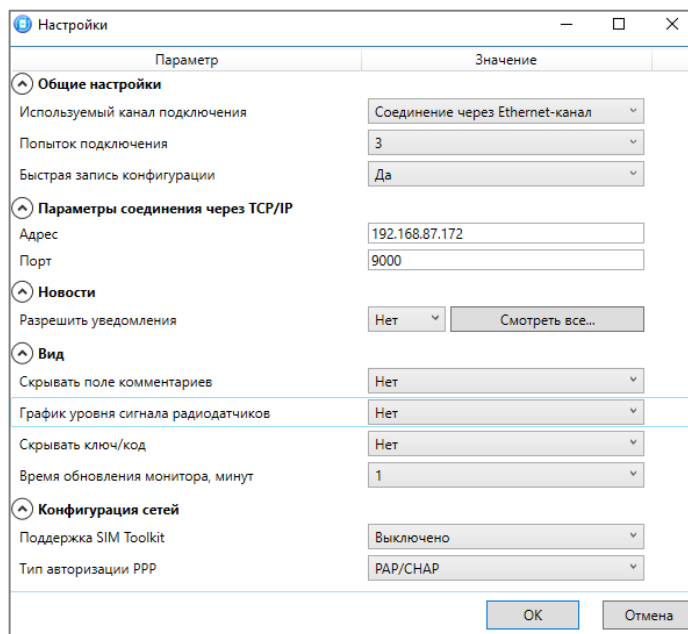 Настройки
Параметр Значение
Общие настройки
Используемый канал подключения Соединение через Ethernet-канал
Попыток подключения 3
Быстрая запись конфигурации Да
Параметры соединения через TCP/IP
Адрес 192.168.87.172
Порт 9000
Новости
Разрешить уведомления Нет Смотреть все...
Вид
Скрывать поле комментариев Нет
График уровня сигнала радиодатчиков Нет
Скрывать ключ/код Нет
Время обновления монитора, минут 1
Конфигурация сетей
Поддержка SIM Toolkit Выключено
Тип авторизации PPP PAP/CHAP
OK Отмена